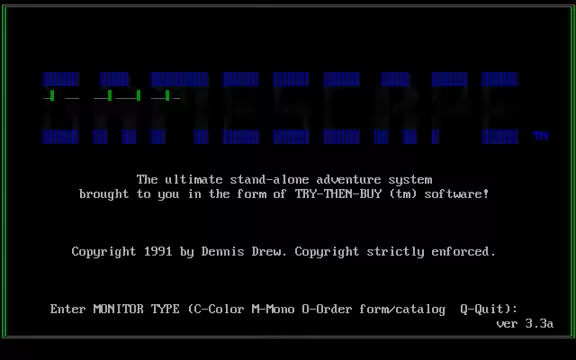 GAMESCAPE TM
The ultimate stand-alone adventure system
brought to you in the form of TRY-THEN-BUY (tm) software!
Copyright 1991 by Dennis Drew. Copyright strictly enforced.
Enter MONITOR TYPE (C-Color M-Mono O-Order form/catalog  Q-Quit):
ver 3.3a